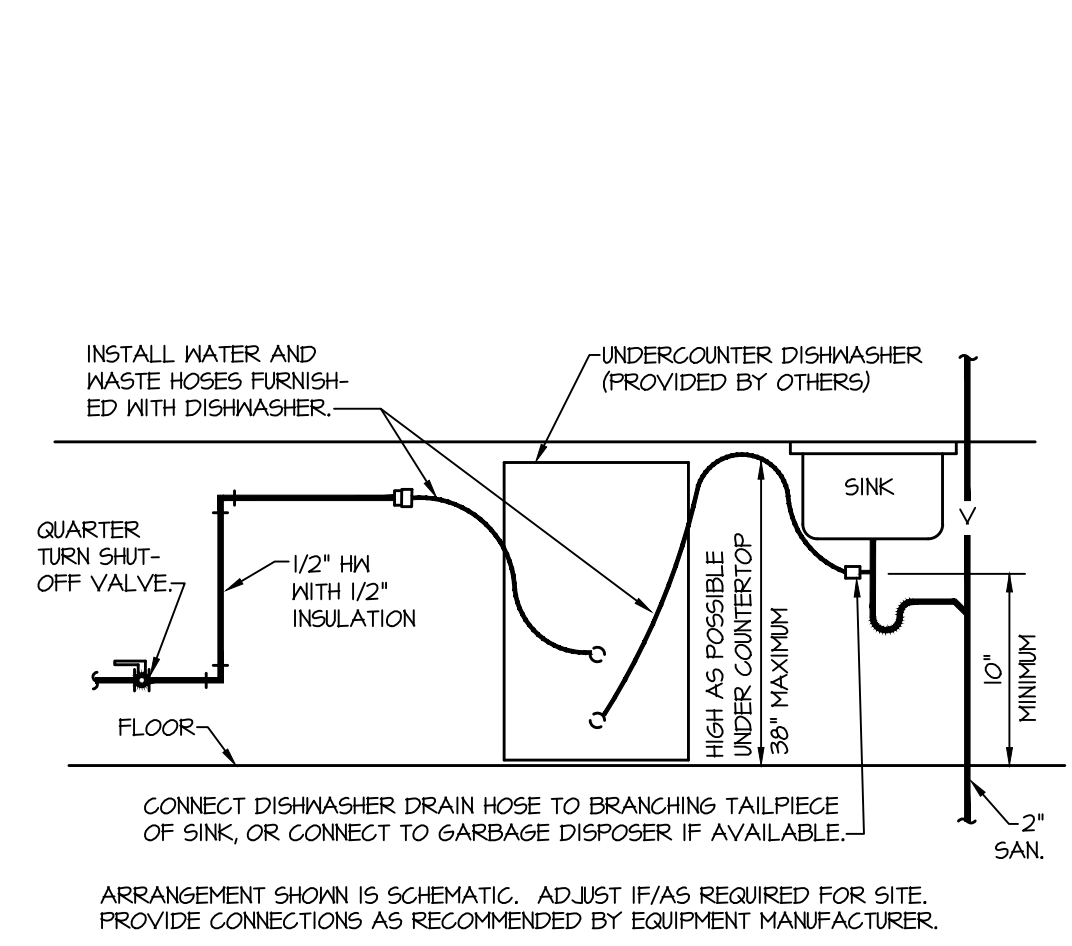 INSTALL WATER AND
WASTE HOSES FURNISH-
ED WITH DISHWASHER.
UNDERCOUNTER DISHWASHER
(PROVIDED BY OTHERS)
SINK
V
QUARTER
TURN SHUT-
OFF VALVE.
1/2" HW
WITH 1/2"
INSULATION
HIGH AS POSSIBLE
UNDER COUNTERTOP
38" MAXIMUM
10"
MINIMUM
FLOOR
CONNECT DISHWASHER DRAIN HOSE TO BRANCHING TAILPIECE
OF SINK, OR CONNECT TO GARBAGE DISPOSER IF AVAILABLE.
2"
SAN.
ARRANGEMENT SHOWN IS SCHEMATIC. ADJUST IF/AS REQUIRED FOR SITE.
PROVIDE CONNECTIONS AS RECOMMENDED BY EQUIPMENT MANUFACTURER.